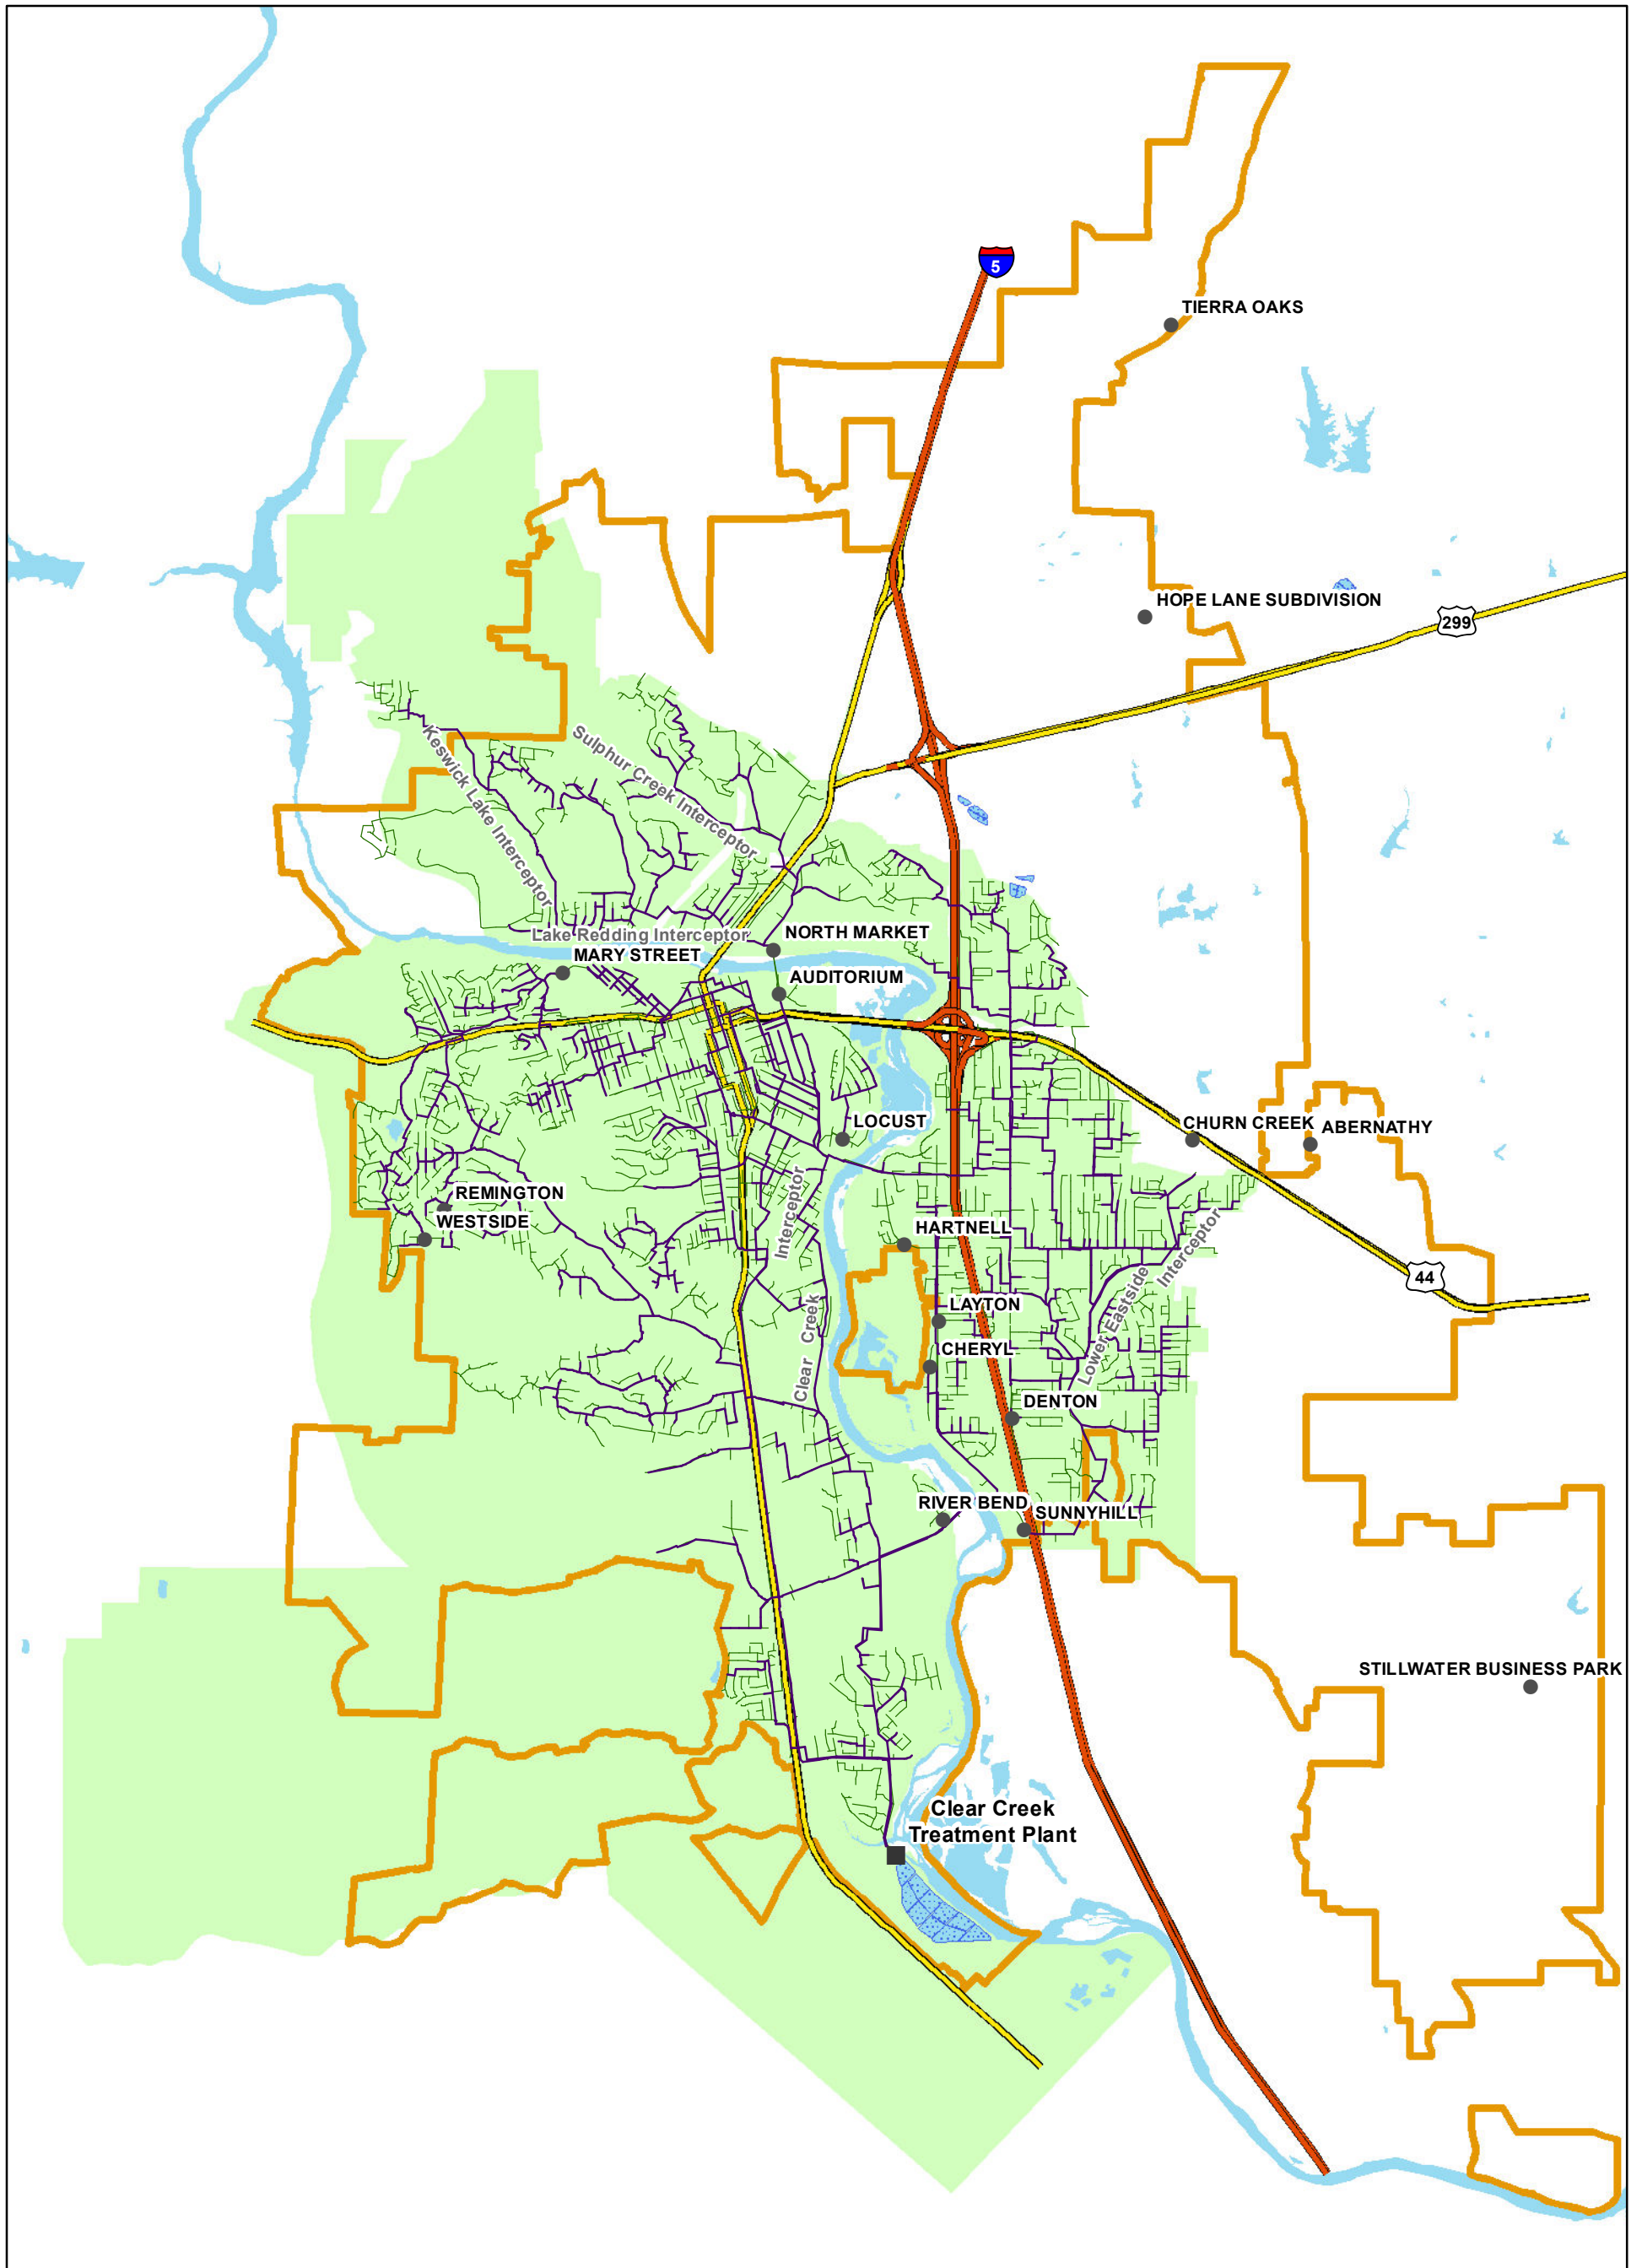 5
TIERRA OAKS
HOPE LANE SUBDIVISION
299
Keswick Lake Interceptor
Sulphur Creek Interceptor
Lake Redding Interceptor
NORTH MARKET
MARY STREET
AUDITORIUM
LOCUST
CHURN CREEK
ABERNATHY
REMINGTON
WESTSIDE
Clear Creek Interceptor
HARTNELL
Lower Eastside Interceptor
44
LAYTON
CHERYL
DENTON
RIVER BEND
SUNNYHILL
STILLWATER BUSINESS PARK
Clear Creek
Treatment Plant